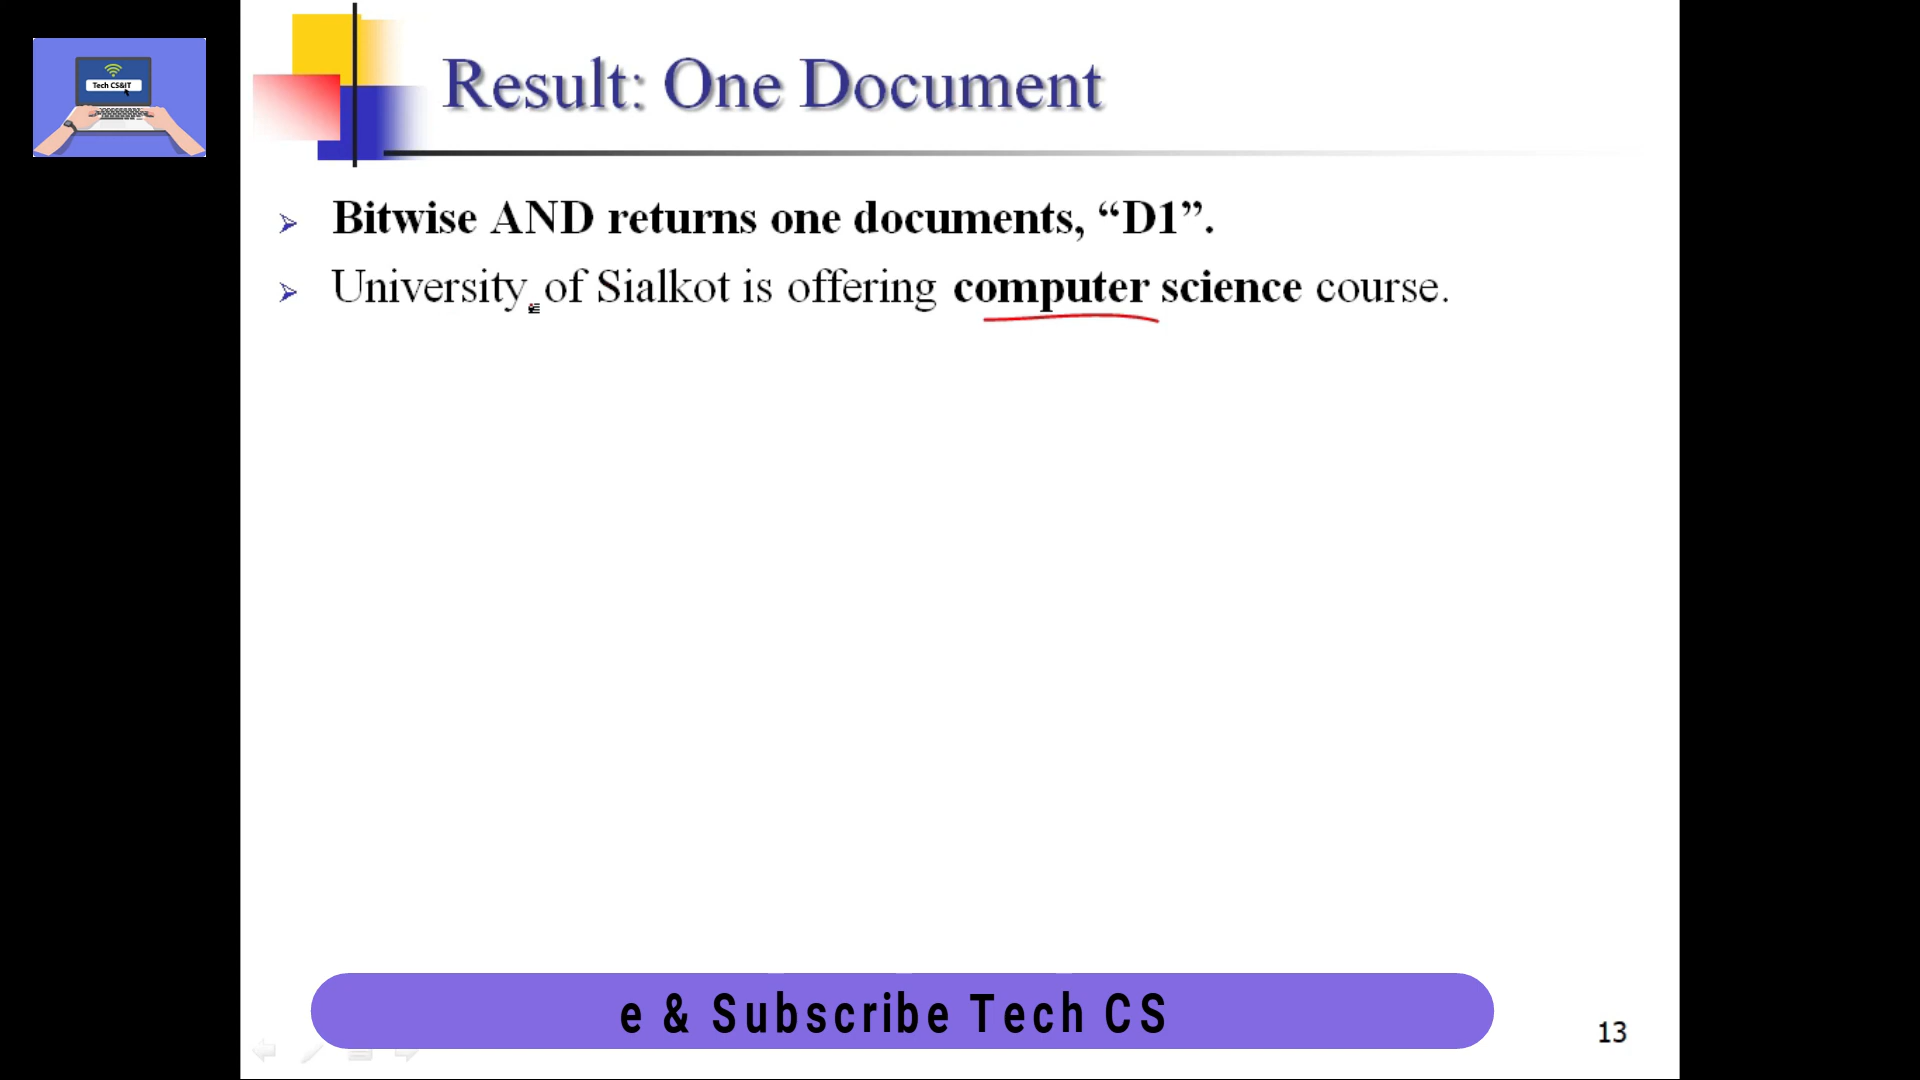 Tech CS&IT
Result: One Document
Bitwise AND returns one documents, “D1”.
University of Sialkot is offering computer science course.
e & Subscribe Tech CS
13